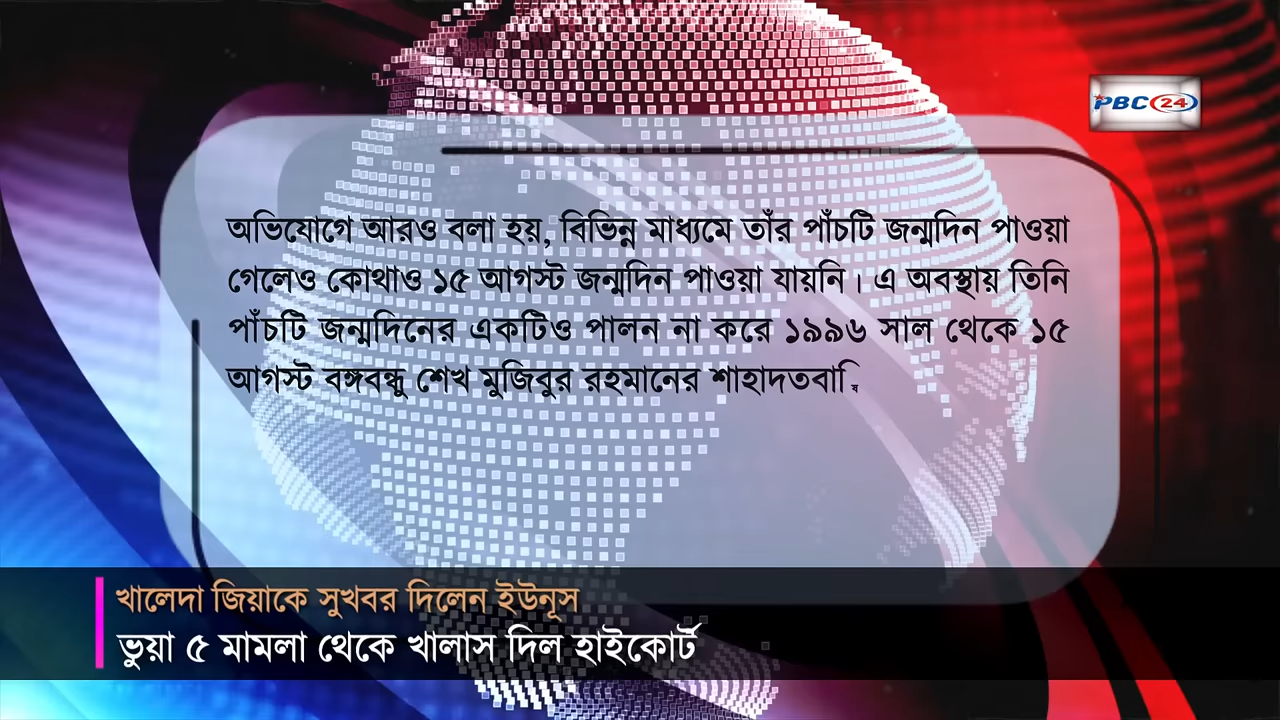 PBC 24
অভিযোগে আরও বলা হয়, বিভিন্ন মাধ্যমে তাঁর পাঁচটি জন্মদিন পাওয়া
গেলেও কোথাও ১৫ আগস্ট জন্মদিন পাওয়া যায়নি। এ অবস্থায় তিনি
পাঁচটি জন্মদিনের একটিও পালন না করে ১৯৯৬ সাল থেকে ১৫
আগস্ট বঙ্গবন্ধু শেখ মুজিবুর রহমানের শাহাদতবার্ষি
খালেদা জিয়াকে সুখবর দিলেন ইউনূস
ভুয়া ৫ মামলা থেকে খালাস দিল হাইকোর্ট